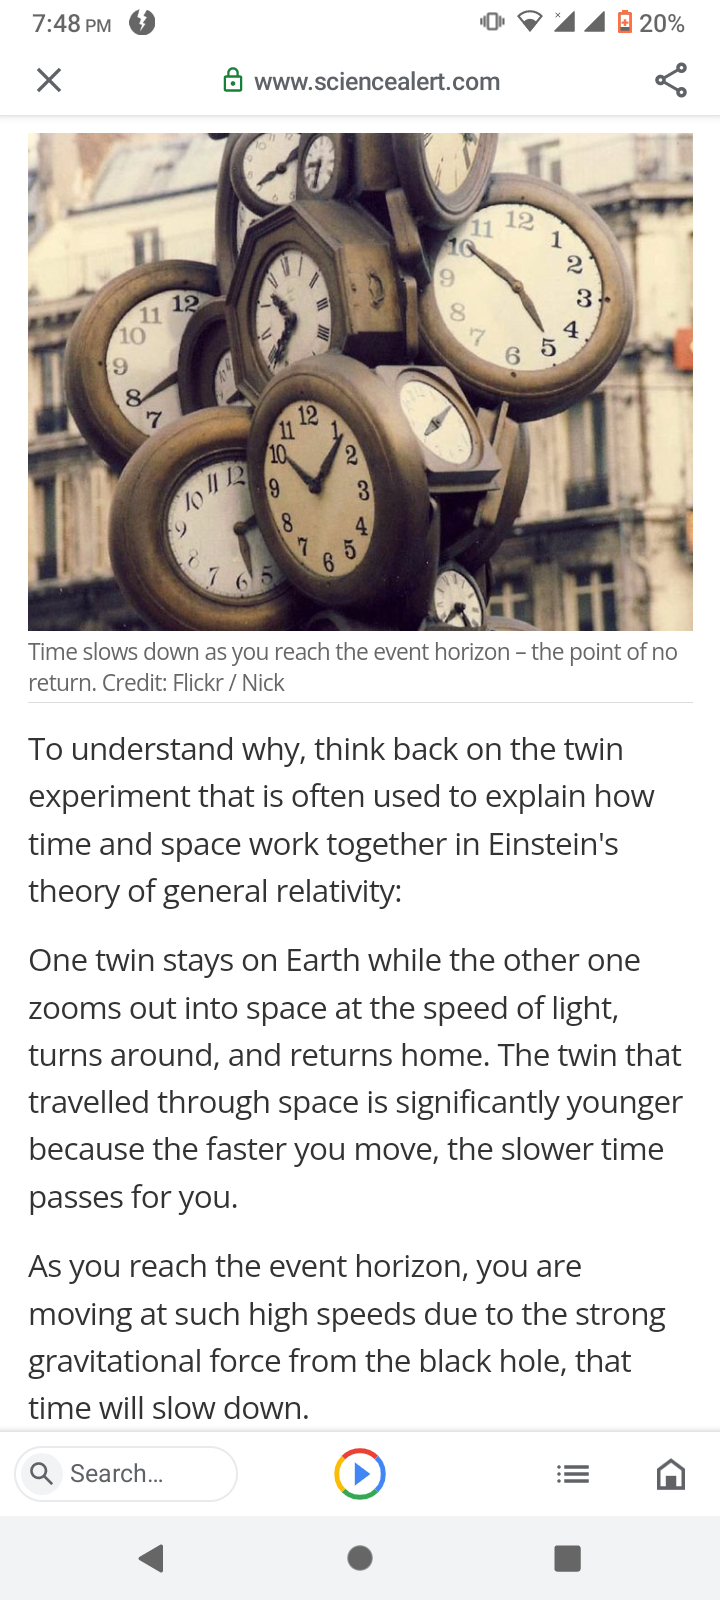 7:48 PM
20%
www.sciencealert.com
12
11
10
9
8
7
12
11
10
9
8
7
6
5
4
3
2
1
12
11
10
9
8
7
6
5
4
3
2
1
12
11
10
9
8
7
6
5
Time slows down as you reach the event horizon – the point of no
return. Credit: Flickr / Nick
To understand why, think back on the twin
experiment that is often used to explain how
time and space work together in Einstein's
theory of general relativity:
One twin stays on Earth while the other one
zooms out into space at the speed of light,
turns around, and returns home. The twin that
travelled through space is significantly younger
because the faster you move, the slower time
passes for you.
As you reach the event horizon, you are
moving at such high speeds due to the strong
gravitational force from the black hole, that
time will slow down.
Search...